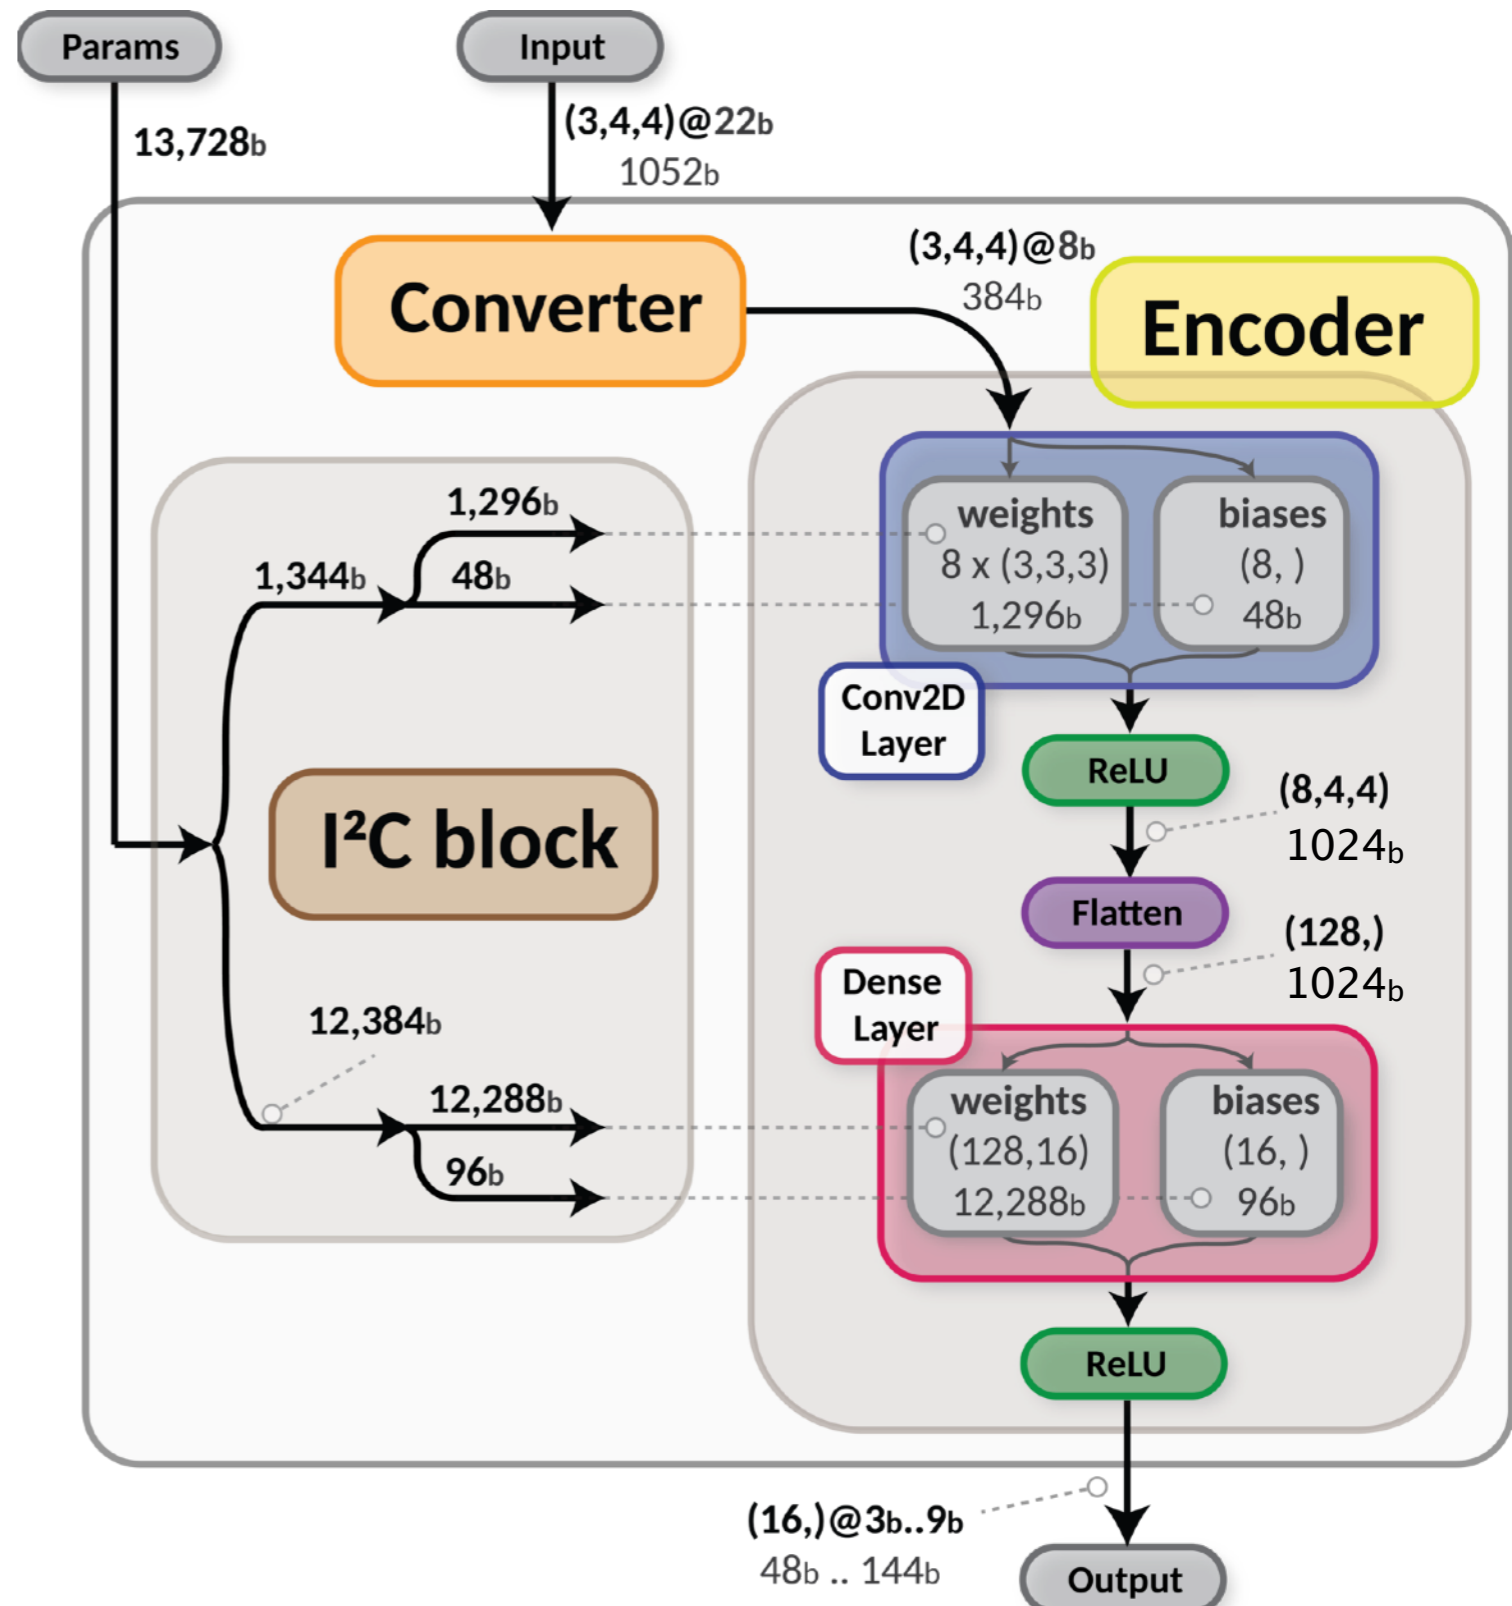 Params
Input
13,728b
(3,4,4)@22b
1052b
Converter
(3,4,4)@8b
384b
Encoder
1,296b
1,344b
48b
weights
8 x (3,3,3)
1,296b
biases
(8, )
48b
Conv2D
Layer
ReLU
(8,4,4)
1024b
I²C block
Flatten
(128,)
1024b
Dense
Layer
12,384b
12,288b
96b
weights
(128,16)
12,288b
biases
(16, )
96b
ReLU
(16,)@3b..9b
48b .. 144b
Output